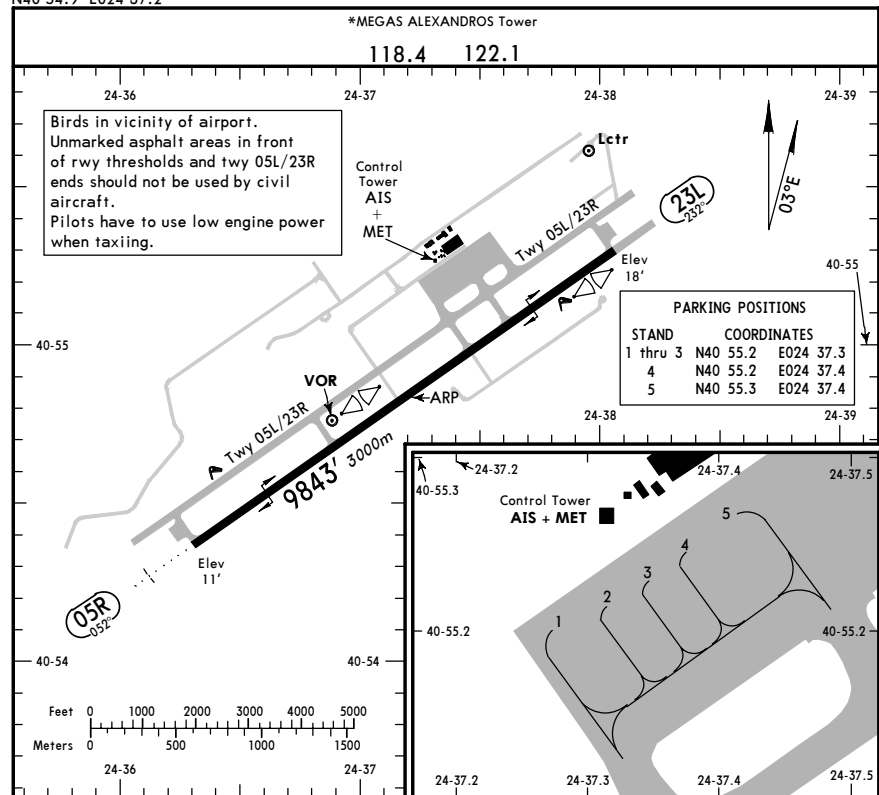 N40 54.9 E024 37.2
*MEGAS ALEXANDROS Tower
118.4 122.1
24-36 24-37 24-38 24-39
Birds in vicinity of airport.
Unmarked asphalt areas in front
of rwy thresholds and twy 05L/23R
ends should not be used by civil
aircraft.
Pilots have to use low engine power
when taxiing.
Control
Tower
AIS
+
MET
Lctr
03°E
23L
232°
Twy 05L/23R
Elev
18'
40-55
PARKING POSITIONS
STAND COORDINATES
1 thru 3 N40 55.2 E024 37.3
4 N40 55.2 E024 37.4
5 N40 55.3 E024 37.4
40-55
VOR
ARP
24-38 24-39
Twy 05L/23R
9843' 3000m
Elev
11'
05R
052°
40-54 40-54
Feet 0 1000 2000 3000 4000 5000
Meters 0 500 1000 1500
24-36 24-37
40-55.3
24-37.2 24-37.4 24-37.5
Control Tower
AIS + MET
1 2 3 4 5
40-55.2 40-55.2
24-37.2 24-37.3 24-37.4 24-37.5